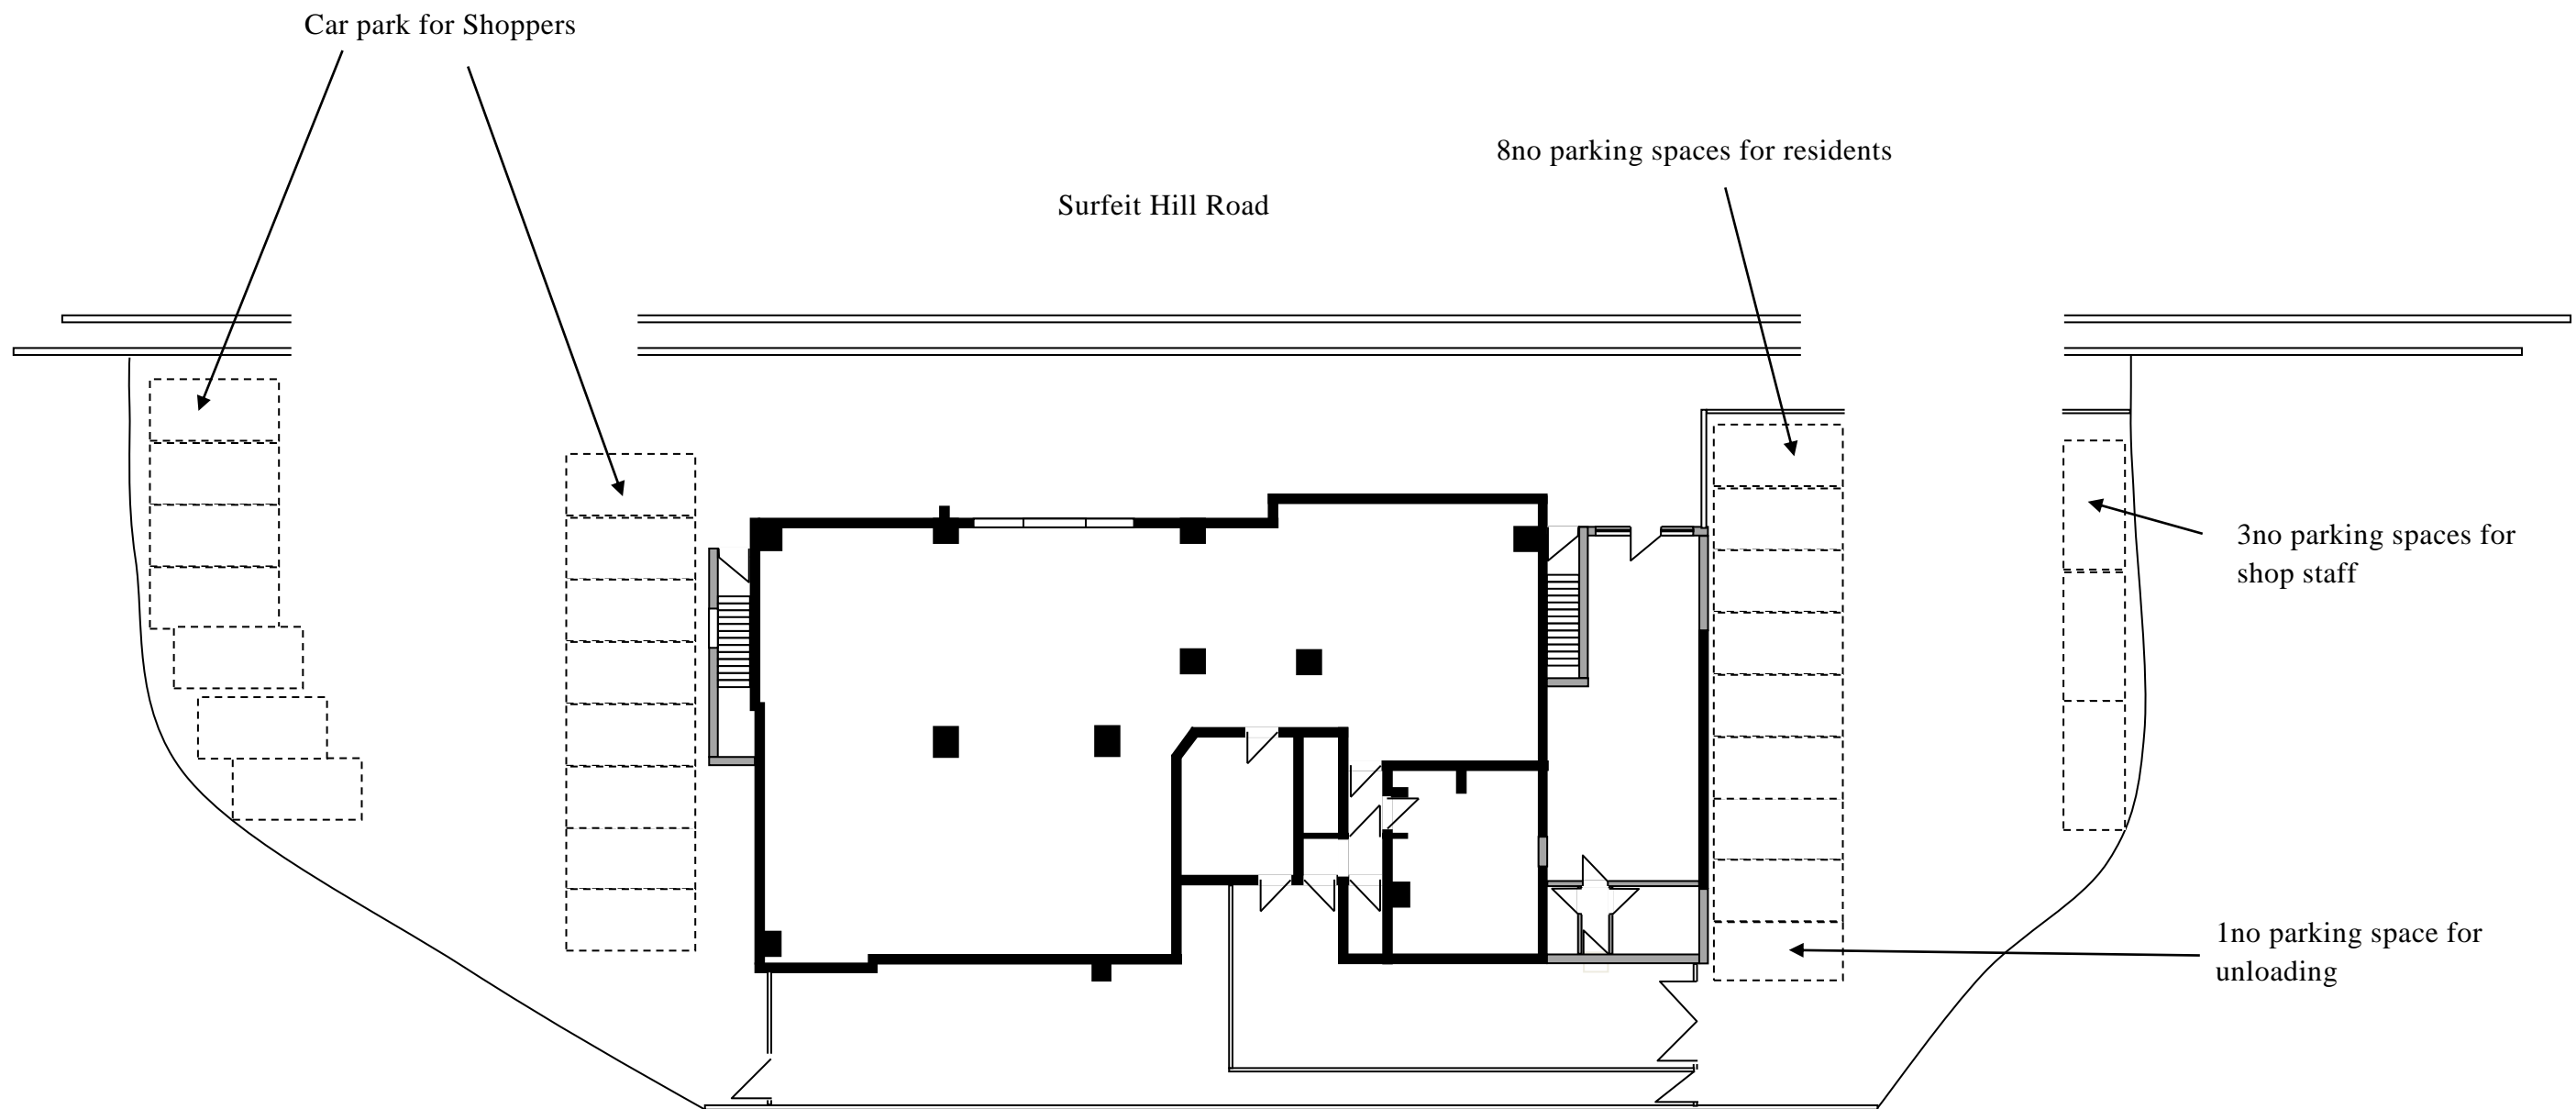 Car park for Shoppers
8no parking spaces for residents
Surfeit Hill Road
3no parking spaces for
shop staff
1no parking space for
unloading